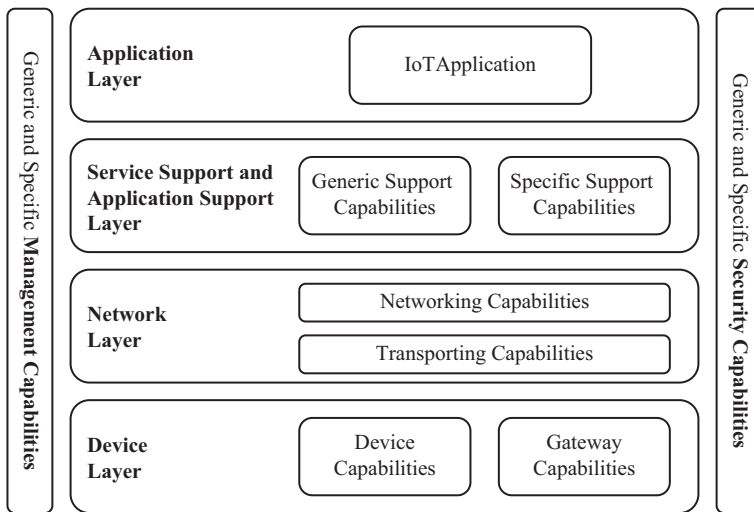 Generic and Specific Management Capabilities
Application
Layer
IoTApplication
Service Support and
Application Support
Layer
Generic Support
Capabilities
Specific Support
Capabilities
Network
Layer
Networking Capabilities
Transporting Capabilities
Device
Layer
Device
Capabilities
Gateway
Capabilities
Generic and Specific Security Capabilities